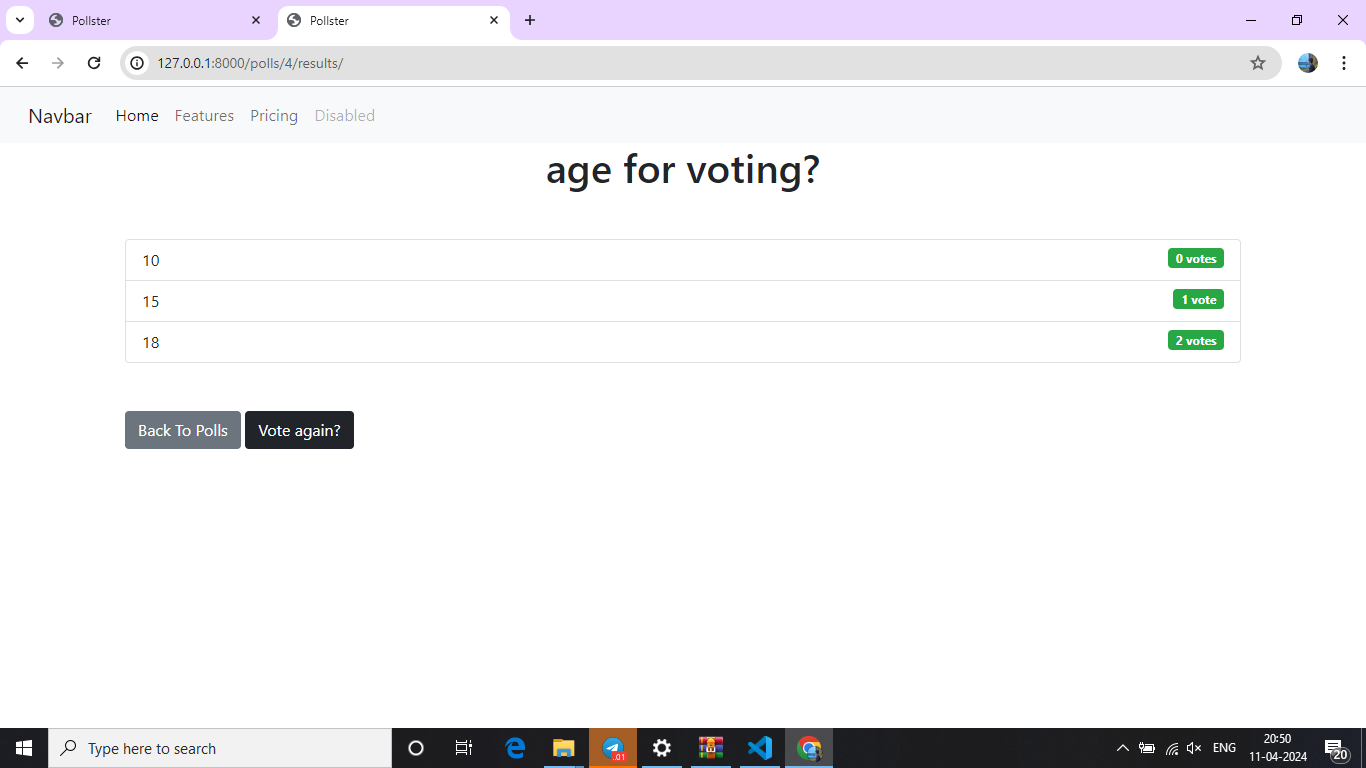 Pollster
Pollster
127.0.0.1:8000/polls/4/results/
Navbar Home Features Pricing Disabled
age for voting?
10 0 votes
15 1 vote
18 2 votes
Back To Polls Vote again?
Type here to search
.01
ENG
20:50
11-04-2024
20